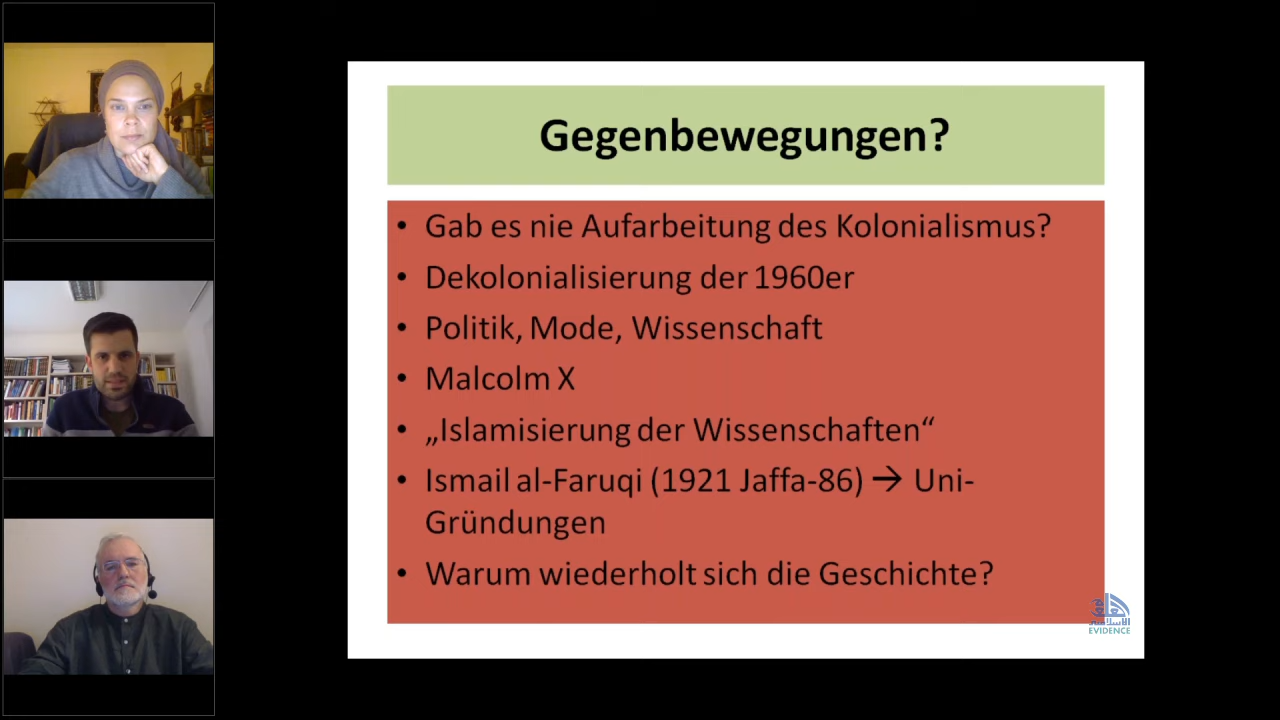 Gegenbewegungen?
• Gab es nie Aufarbeitung des Kolonialismus?
• Dekolonialisierung der 1960er
• Politik, Mode, Wissenschaft
• Malcolm X
• „Islamisierung der Wissenschaften“
• Ismail al-Faruqi (1921 Jaffa-86) → Uni-
Gründungen
• Warum wiederholt sich die Geschichte?
EVIDENCE